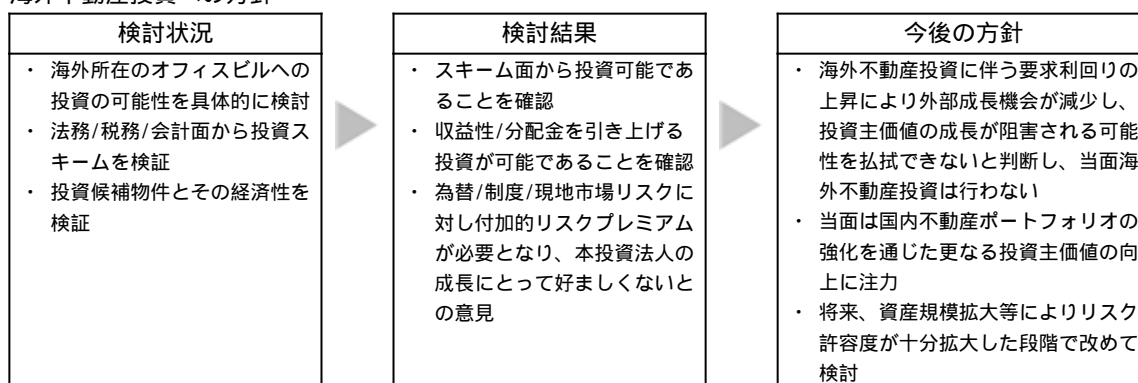 海外不動産投資への方針
検討状況
・ 海外所在のオフィスビルへの
投資の可能性を具体的に検討
・ 法務/税務/会計面から投資ス
キームを検証
・ 投資候補物件とその経済性を
検証
検討結果
・ スキーム面から投資可能であ
ることを確認
・ 収益性/分配金を引き上げる
投資が可能であることを確認
・ 為替/制度/現地市場リスクに
対し付加的リスクプレミアム
が必要となり、本投資法人の
成長にとって好ましくないと
の意見
今後の方針
・ 海外不動産投資に伴う要求利回りの
上昇により外部成長機会が減少し、
投資主価値の成長が阻害される可能
性を払拭できないと判断し、当面海
外不動産投資は行わない
・ 当面は国内不動産ポートフォリオの
強化を通じた更なる投資主価値の向
上に注力
・ 将来、資産規模拡大等によりリスク
許容度が十分拡大した段階で改めて
検討